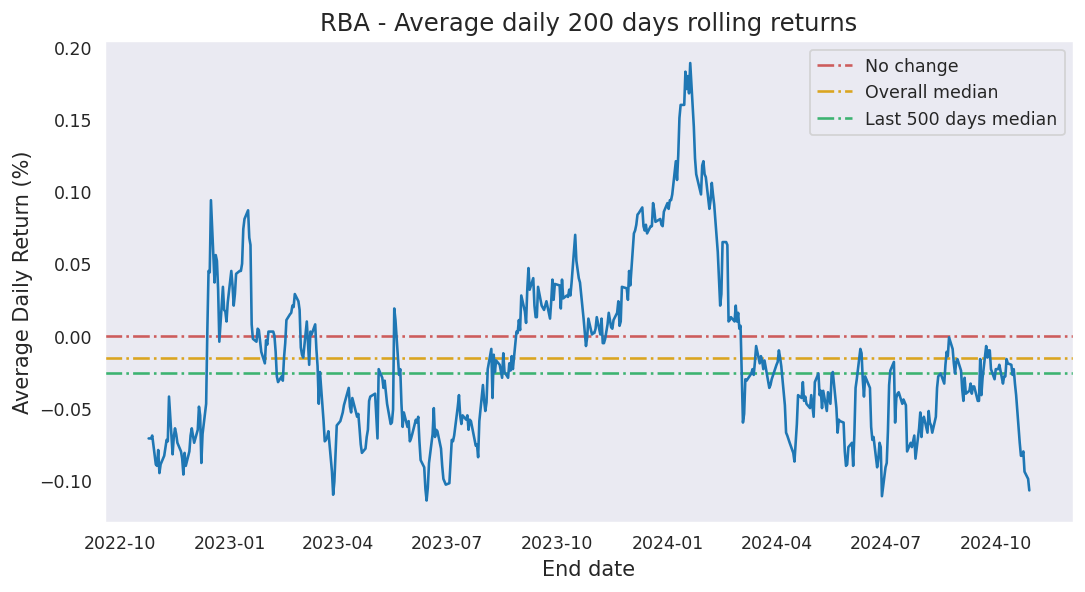 RBA - Average daily 200 days rolling returns
No change
Overall median
Last 500 days median
Average Daily Return (%)
0.20
0.15
0.10
0.05
0.00
−0.05
−0.10
2022-10 2023-01 2023-04 2023-07 2023-10 2024-01 2024-04 2024-07 2024-10
End date